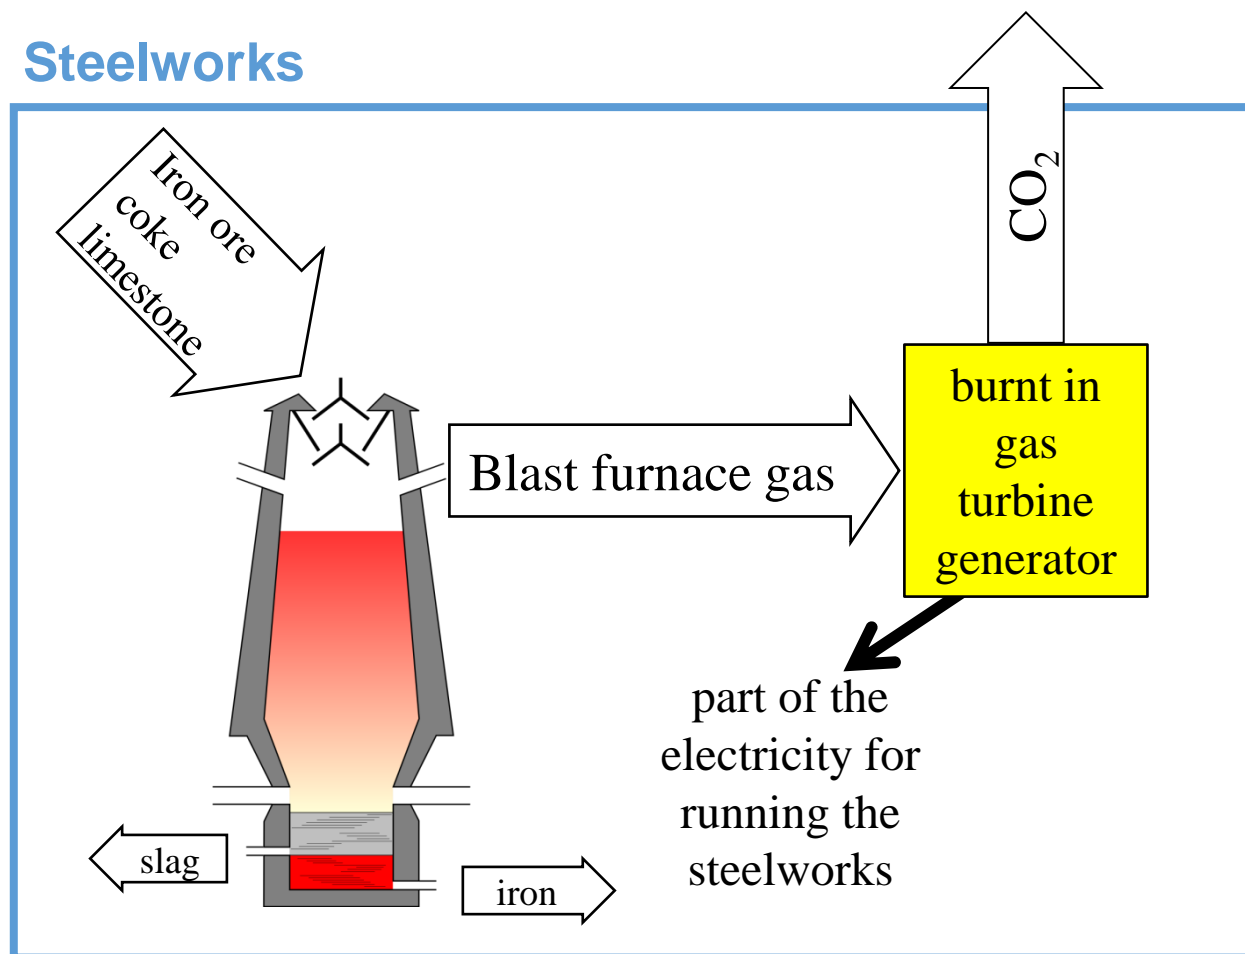 Steelworks
Iron ore
coke
limestone
CO₂
Blast furnace gas
burnt in
gas
turbine
generator
part of the
electricity for
running the
steelworks
slag
iron